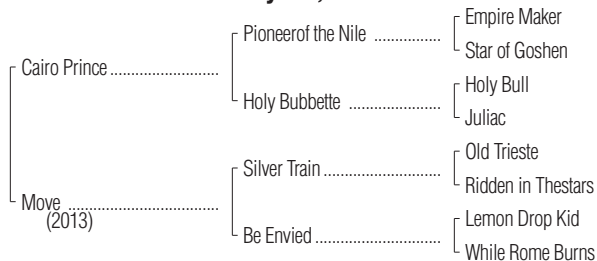 Empire Maker
Pioneerof the Nile ................
Star of Goshen
Cairo Prince ..........................
Holy Bull
Holy Bubbette ......................
Juliac
Old Trieste
Silver Train ............................
Ridden in Thestars
Move ....................................
(2013)
Lemon Drop Kid
Be Envied ..............................
While Rome Burns